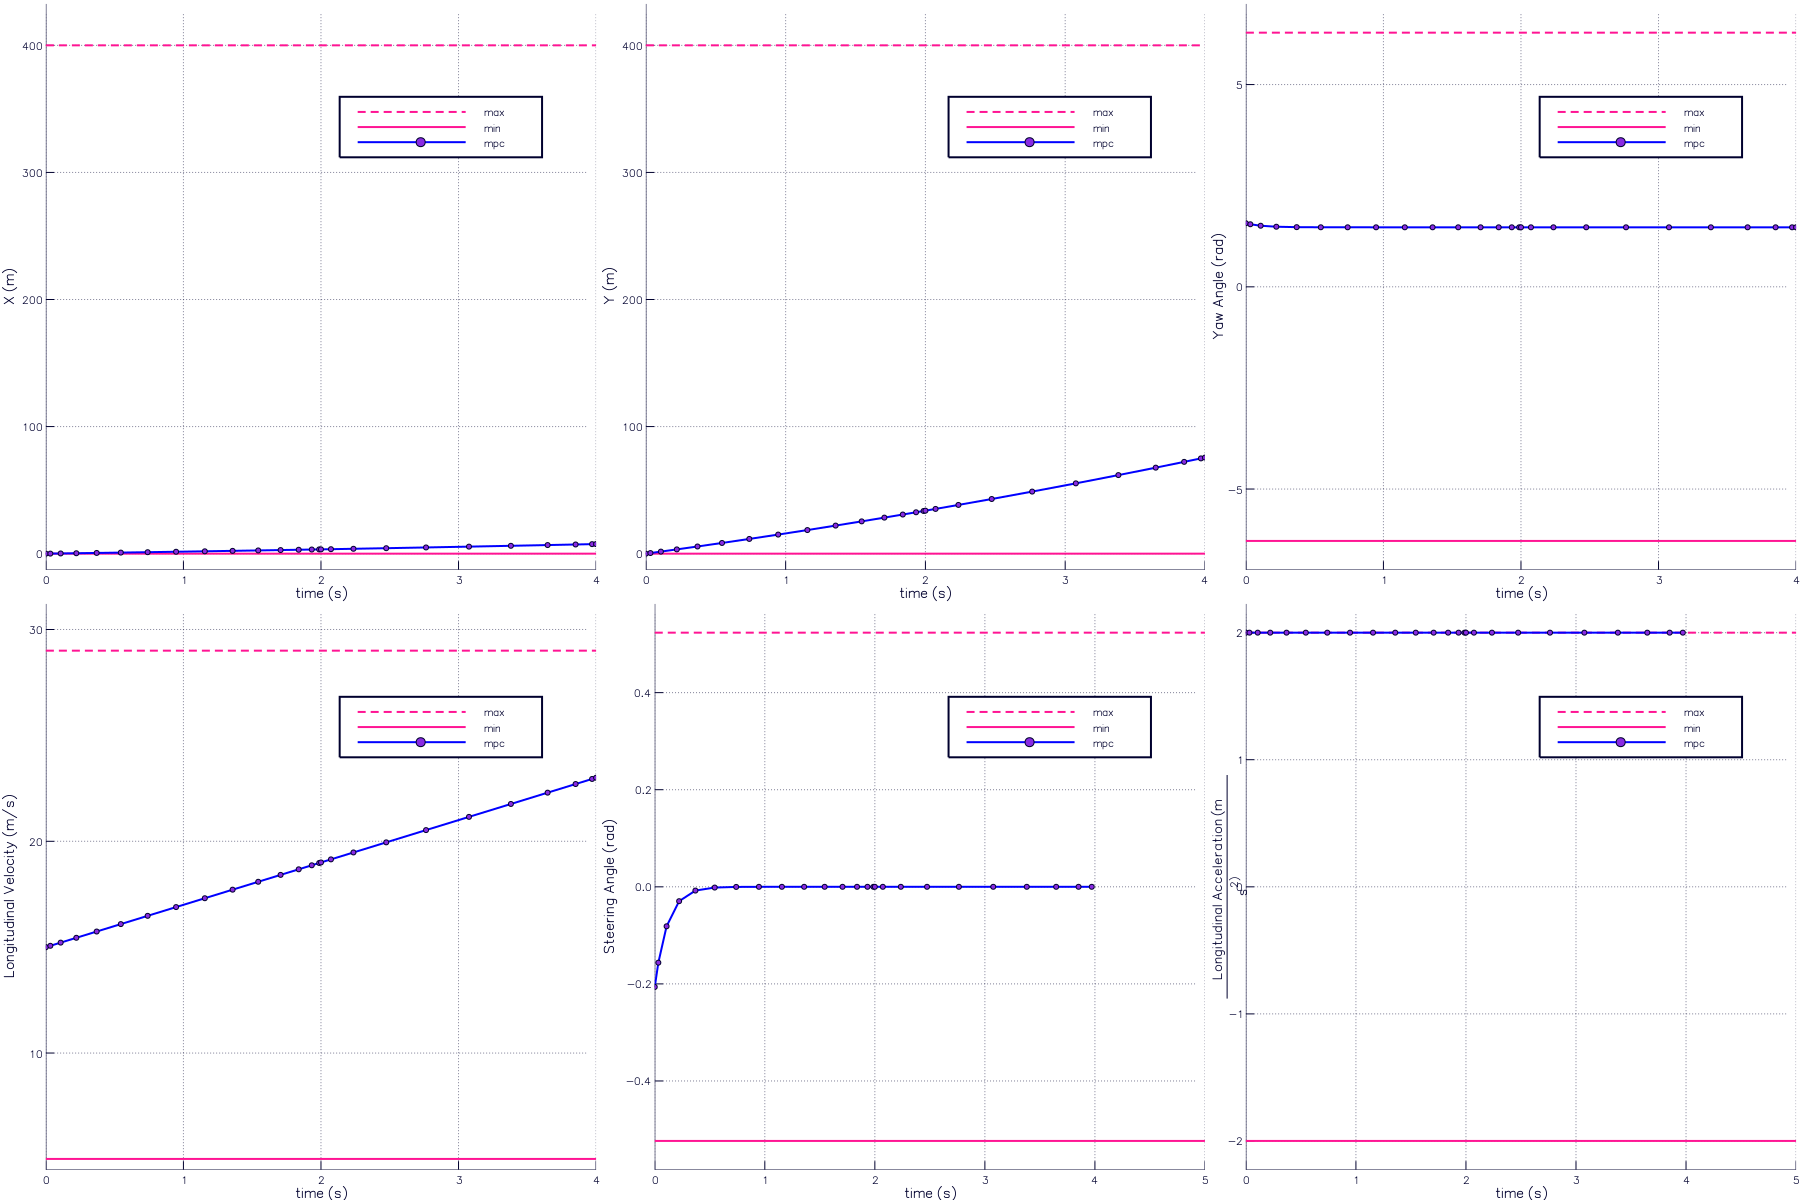 400
300
200
100
0
X (m)
0 1 2 3 4
time (s)
max
min
mpc
400
300
200
100
0
Y (m)
0 1 2 3 4
time (s)
max
min
mpc
5
0
−5
Yaw Angle (rad)
0 1 2 3 4
time (s)
max
min
mpc
30
20
10
Longitudinal Velocity (m/s)
0 1 2 3 4
time (s)
max
min
mpc
0.4
0.2
0.0
−0.2
−0.4
Steering Angle (rad)
0 1 2 3 4 5
time (s)
max
min
mpc
2
1
0
−1
−2
Longitudinal Acceleration (m
s²)
0 1 2 3 4 5
time (s)
max
min
mpc